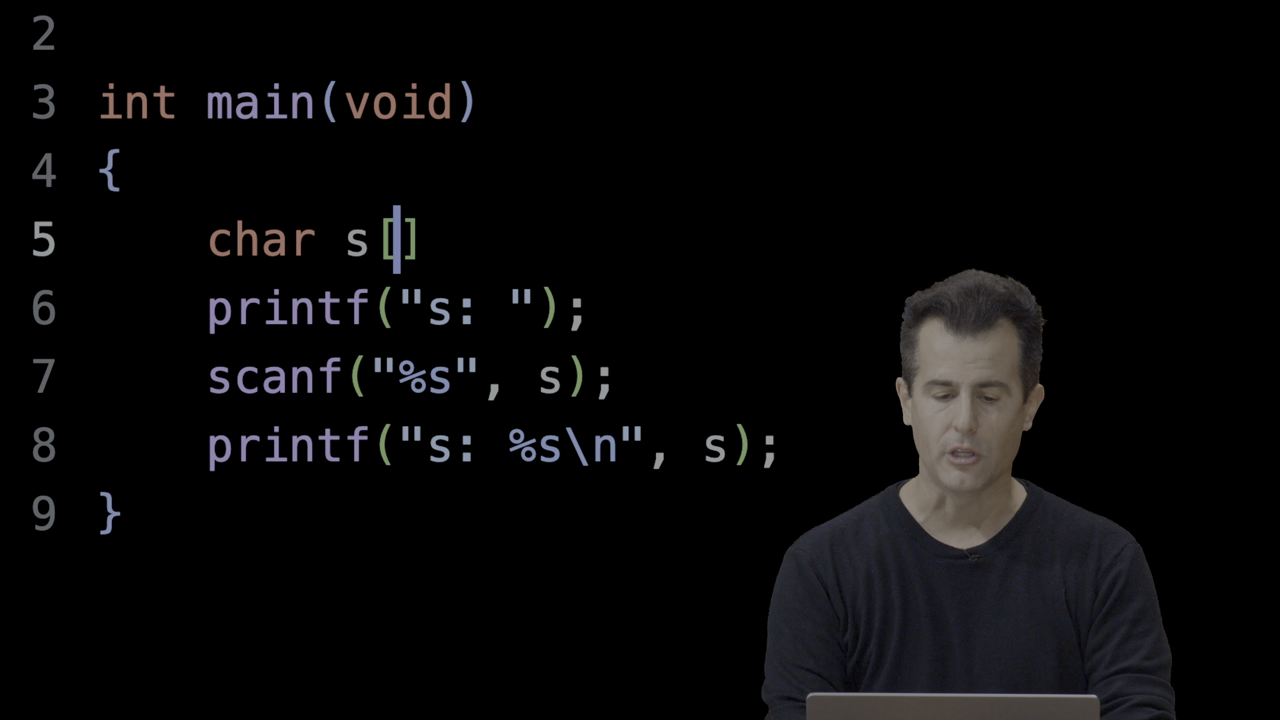 2
3 int main(void)
4 {
5 char s[]
6 printf("s: ");
7 scanf("%s", s);
8 printf("s: %s\n", s);
9 }